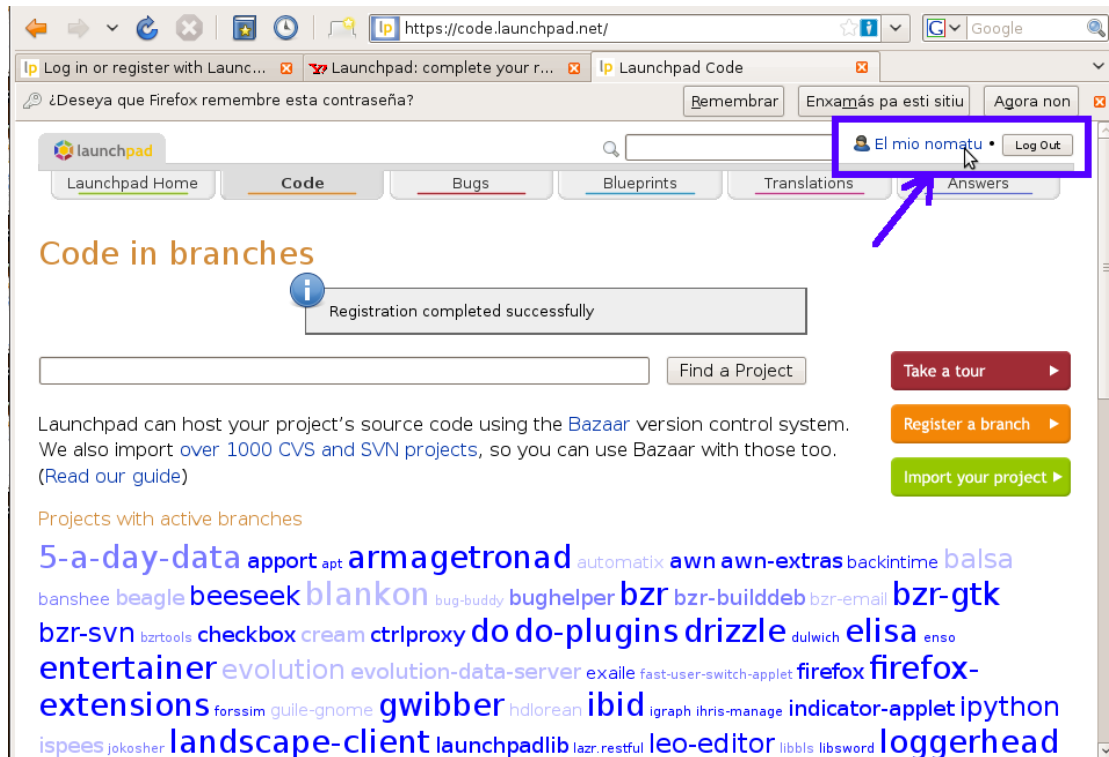 lp https://code.launchpad.net/ G Google
lp Log in or register with Launc... Launchpad: complete your r... lp Launchpad Code
¿Deseya que Firefox remembre esta contraseña? Remembrar Enxamás pa esti sitiu Agora non
launchpad El mio nomatu • Log Out
Launchpad Home Code Bugs Blueprints Translations Answers
Code in branches
Registration completed successfully
Find a Project Take a tour
Launchpad can host your project's source code using the Bazaar version control system. Register a branch
We also import over 1000 CVS and SVN projects, so you can use Bazaar with those too.
(Read our guide) Import your project
Projects with active branches
5-a-day-data apport apt armagetronad automatix awn awn-extras backintime balsa
banshee beagle beeseek blankon bug-buddy bughelper bzr bzr-builddeb bzr-email bzr-gtk
bzr-svn bzrtools checkbox cream ctrlproxy do do-plugins drizzle dulwich elisa enso
entertainer evolution evolution-data-server exaile fast-user-switch-applet firefox firefox-
extensions forssim guile-gnome gwibber hdlorean ibid igraph ihris-manage indicator-applet ipython
ispees jokosher landscape-client launchpadlib lazr.restful leo-editor libbls libsword loggerhead